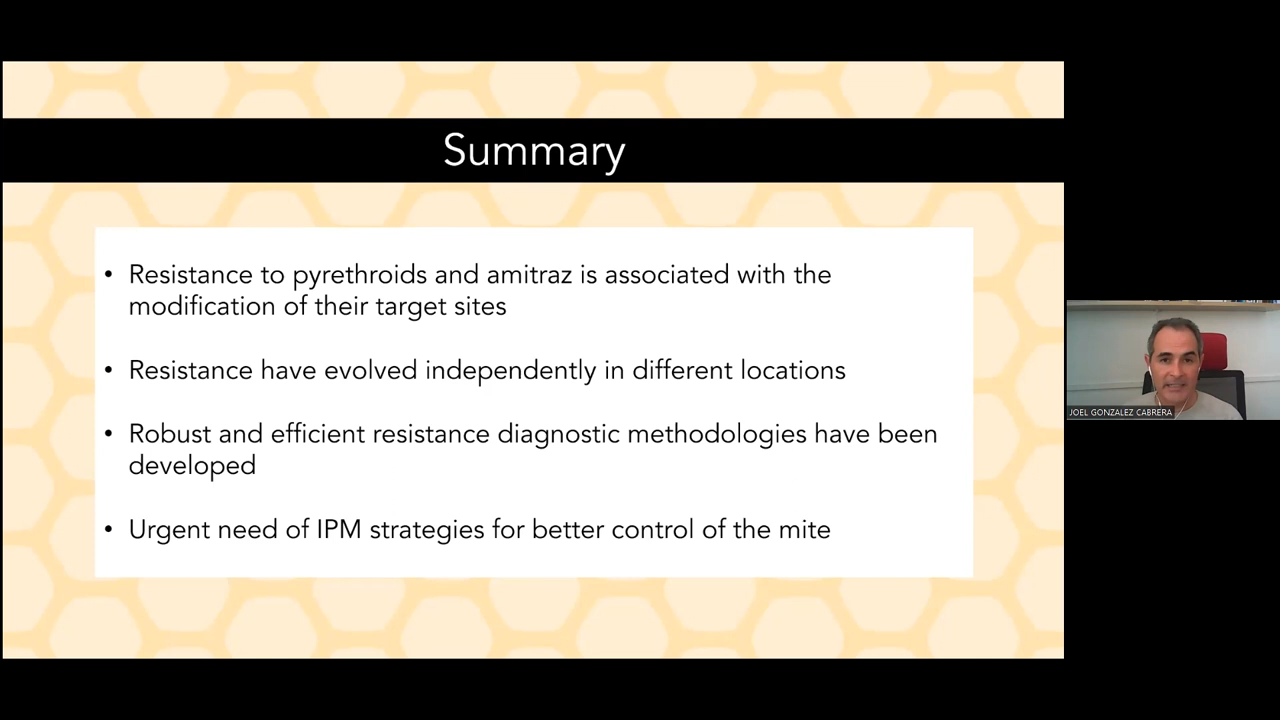 Summary
• Resistance to pyrethroids and amitraz is associated with the
modification of their target sites
• Resistance have evolved independently in different locations
• Robust and efficient resistance diagnostic methodologies have been
developed
• Urgent need of IPM strategies for better control of the mite
JOEL GONZALEZ CABRERA